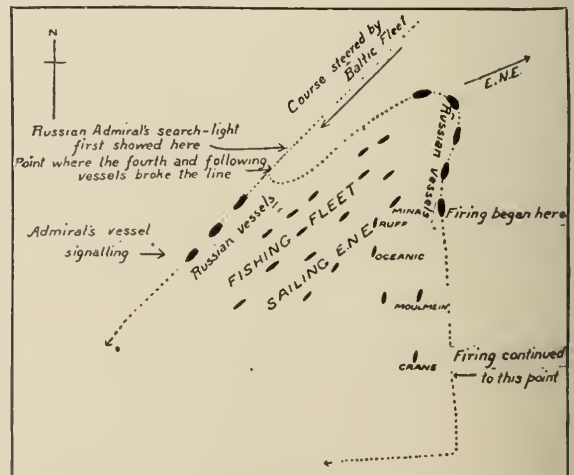 N
Course steered by
Baltic Fleet
E.N.E.
Russian Admiral's search-light
first showed here
Point where the fourth and following
vessels broke the line
Russian Vessels
Admiral's vessel
signalling
Russian vessels
FISHING FLEET
SAILING E.N.E
MINA
RUFF
Firing began here
OCEANIC
MOULMEIN
CRANE
Firing continued
to this point